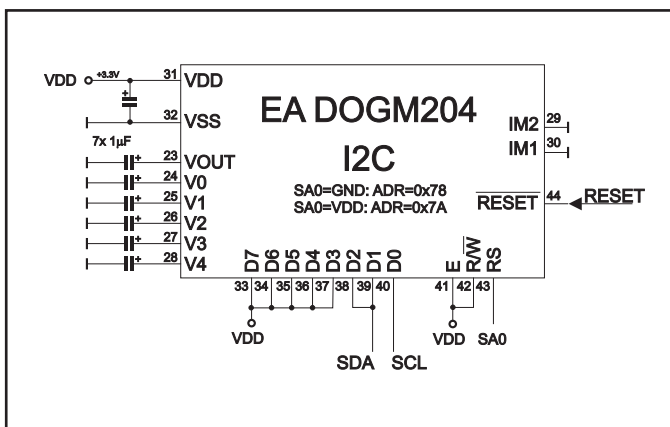 VDD +3.3V 31 VDD
EA DOGM204
32 VSS
IM2 29
7x 1µF
I2C
IM1 30
23 VOUT
24 V0
SA0=GND: ADR=0x78
25 V1
SA0=VDD: ADR=0x7A
RESET 44 RESET
26 V2
27 V3
28 V4
D7 D6 D5 D4 D3 D2 D1 D0 E R/W RS
33 34 35 36 37 38 39 40 41 42 43
VDD VDD SA0
SDA SCL